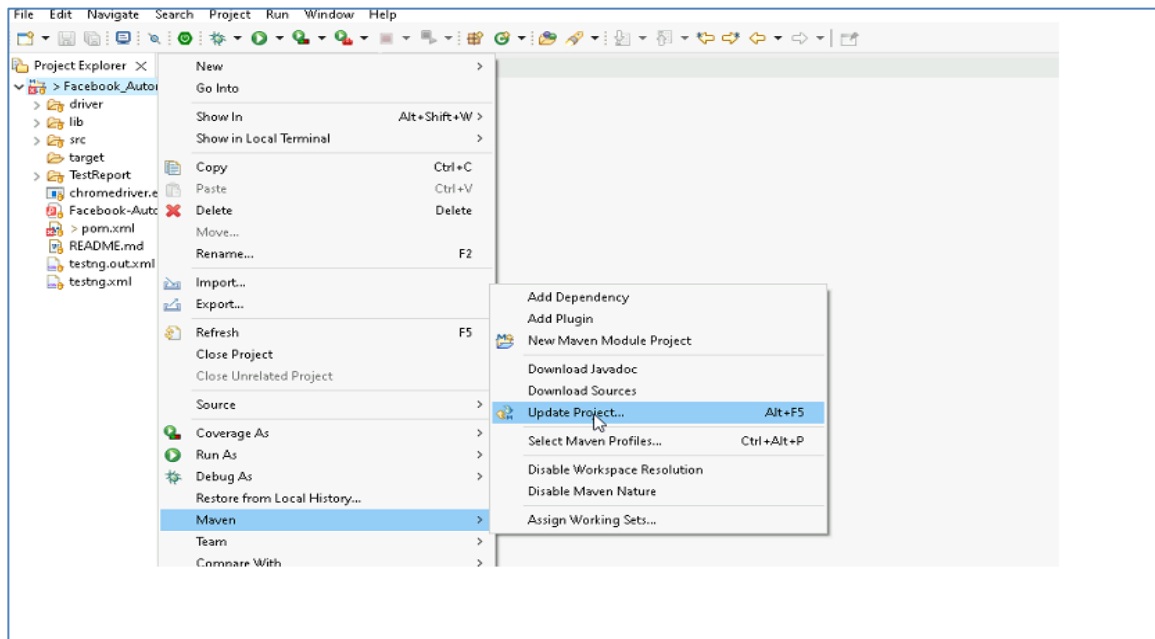 File Edit Navigate Search Project Run Window Help
Project Explorer
> Facebook_Autor
driver
lib
src
target
TestReport
chromedriver.e
Facebook-Auto
> pom.xml
README.md
testng.out.xml
testng.xml
New
Go Into
Show In Alt+Shift+W >
Show in Local Terminal
Copy Ctrl+C
Paste Ctrl+V
Delete Delete
Move...
Rename... F2
Import...
Export...
Refresh F5
Close Project
Close Unrelated Project
Source
Coverage As
Run As
Debug As
Restore from Local History...
Maven
Team
Compare With
Add Dependency
Add Plugin
New Maven Module Project
Download Javadoc
Download Sources
Update Project... Alt+F5
Select Maven Profiles... Ctrl+Alt+P
Disable Workspace Resolution
Disable Maven Nature
Assign Working Sets...